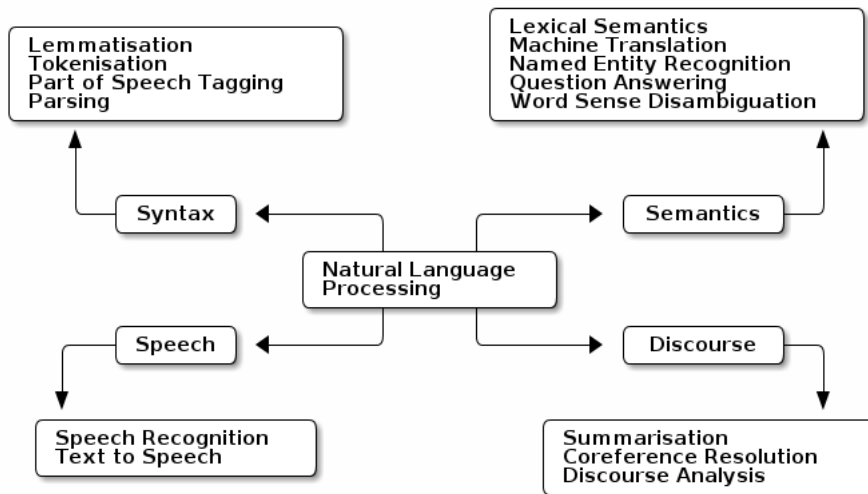 Lemmatisation
Tokenisation
Part of Speech Tagging
Parsing
Lexical Semantics
Machine Translation
Named Entity Recognition
Question Answering
Word Sense Disambiguation
Syntax
Semantics
Natural Language
Processing
Speech
Discourse
Speech Recognition
Text to Speech
Summarisation
Coreference Resolution
Discourse Analysis